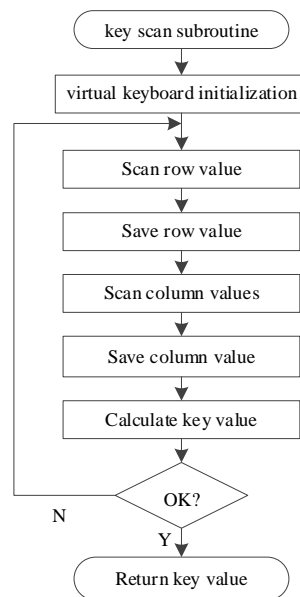 key scan subroutine
virtual keyboard initialization
Scan row value
Save row value
Scan column values
Save column value
Calculate key value
OK?
N
Y
Return key value